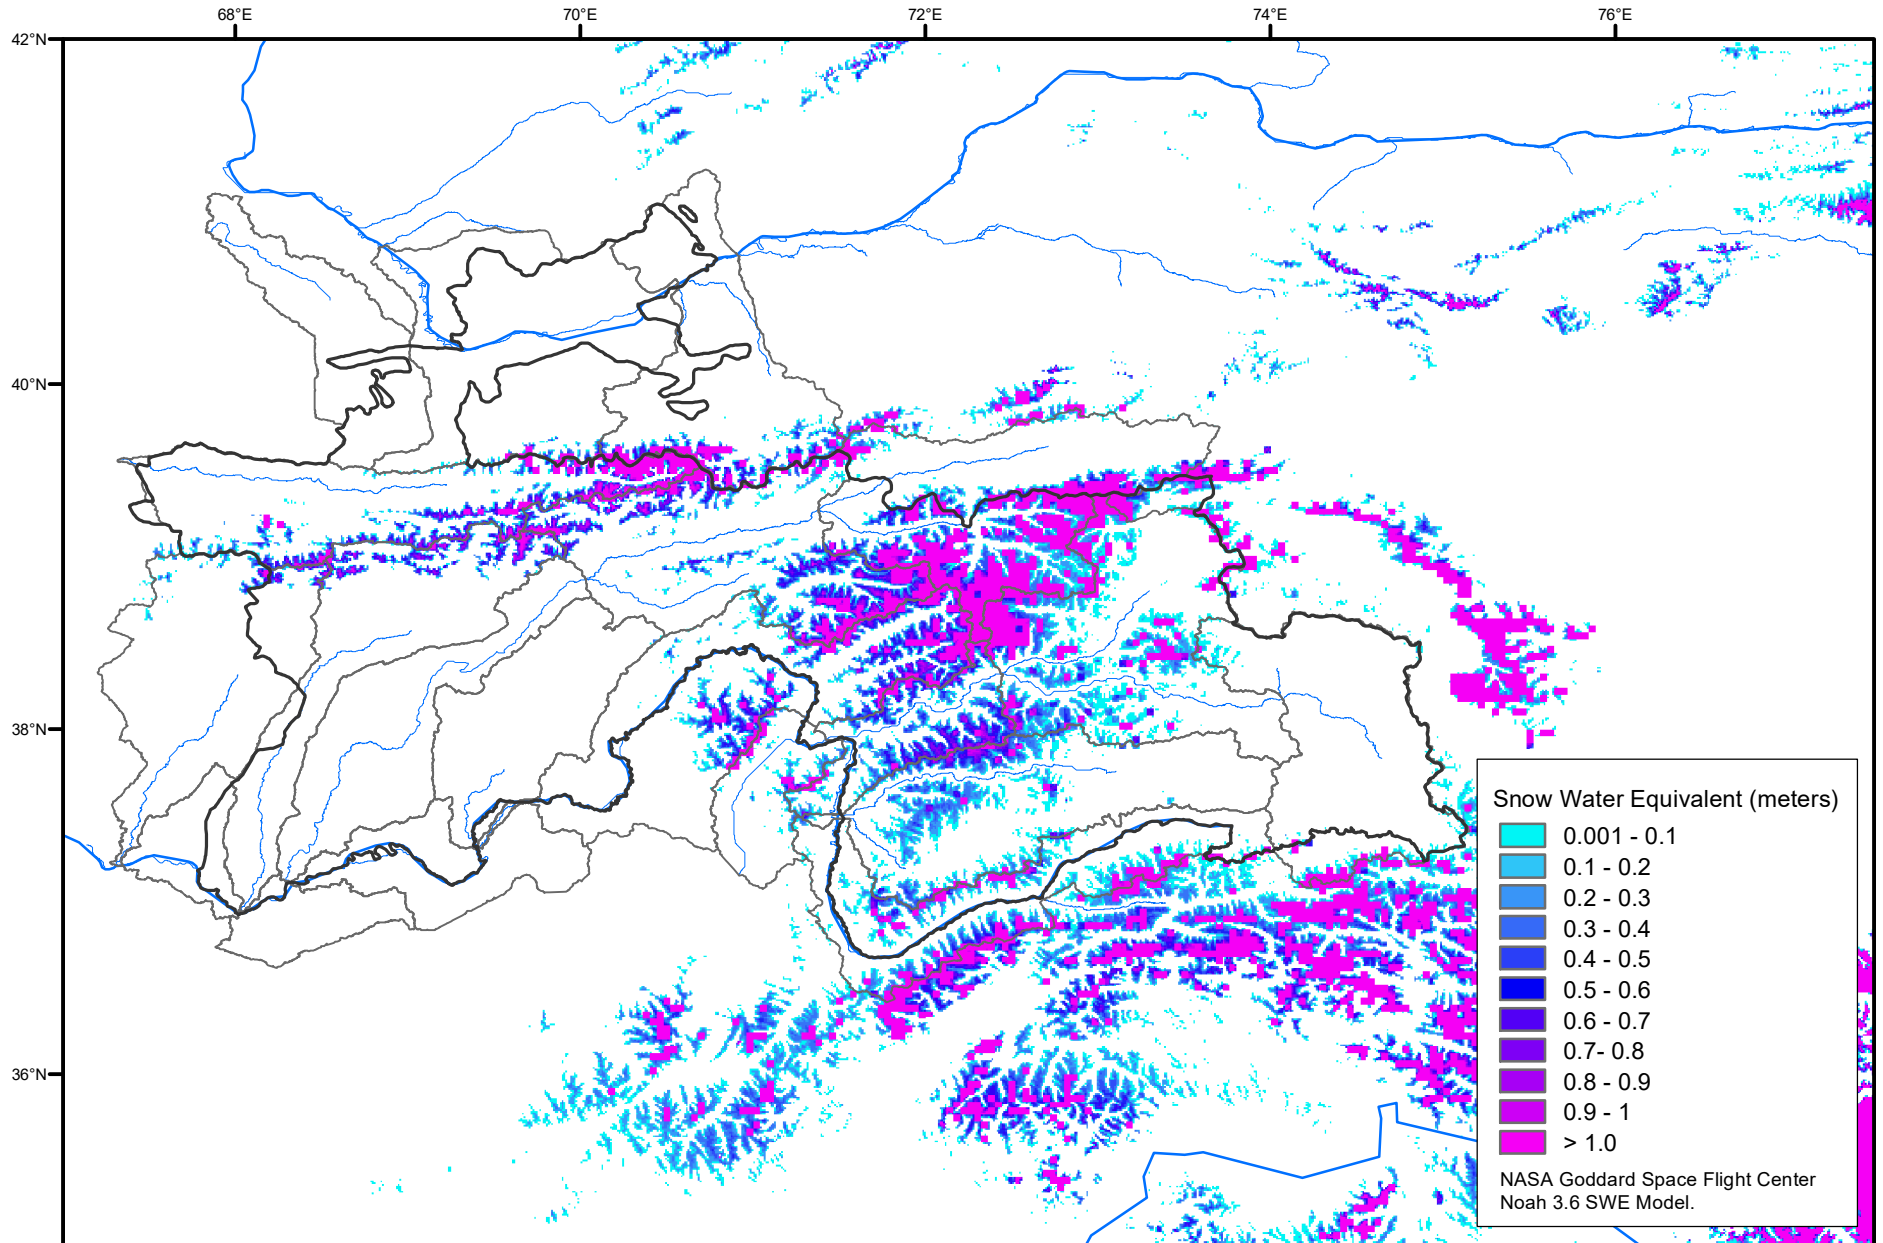 68°E
70°E
72°E
74°E
76°E
42°N
40°N
38°N
36°N
Snow Water Equivalent (meters)
0.001 - 0.1
0.1 - 0.2
0.2 - 0.3
0.3 - 0.4
0.4 - 0.5
0.5 - 0.6
0.6 - 0.7
0.7- 0.8
0.8 - 0.9
0.9 - 1
> 1.0
NASA Goddard Space Flight Center
Noah 3.6 SWE Model.